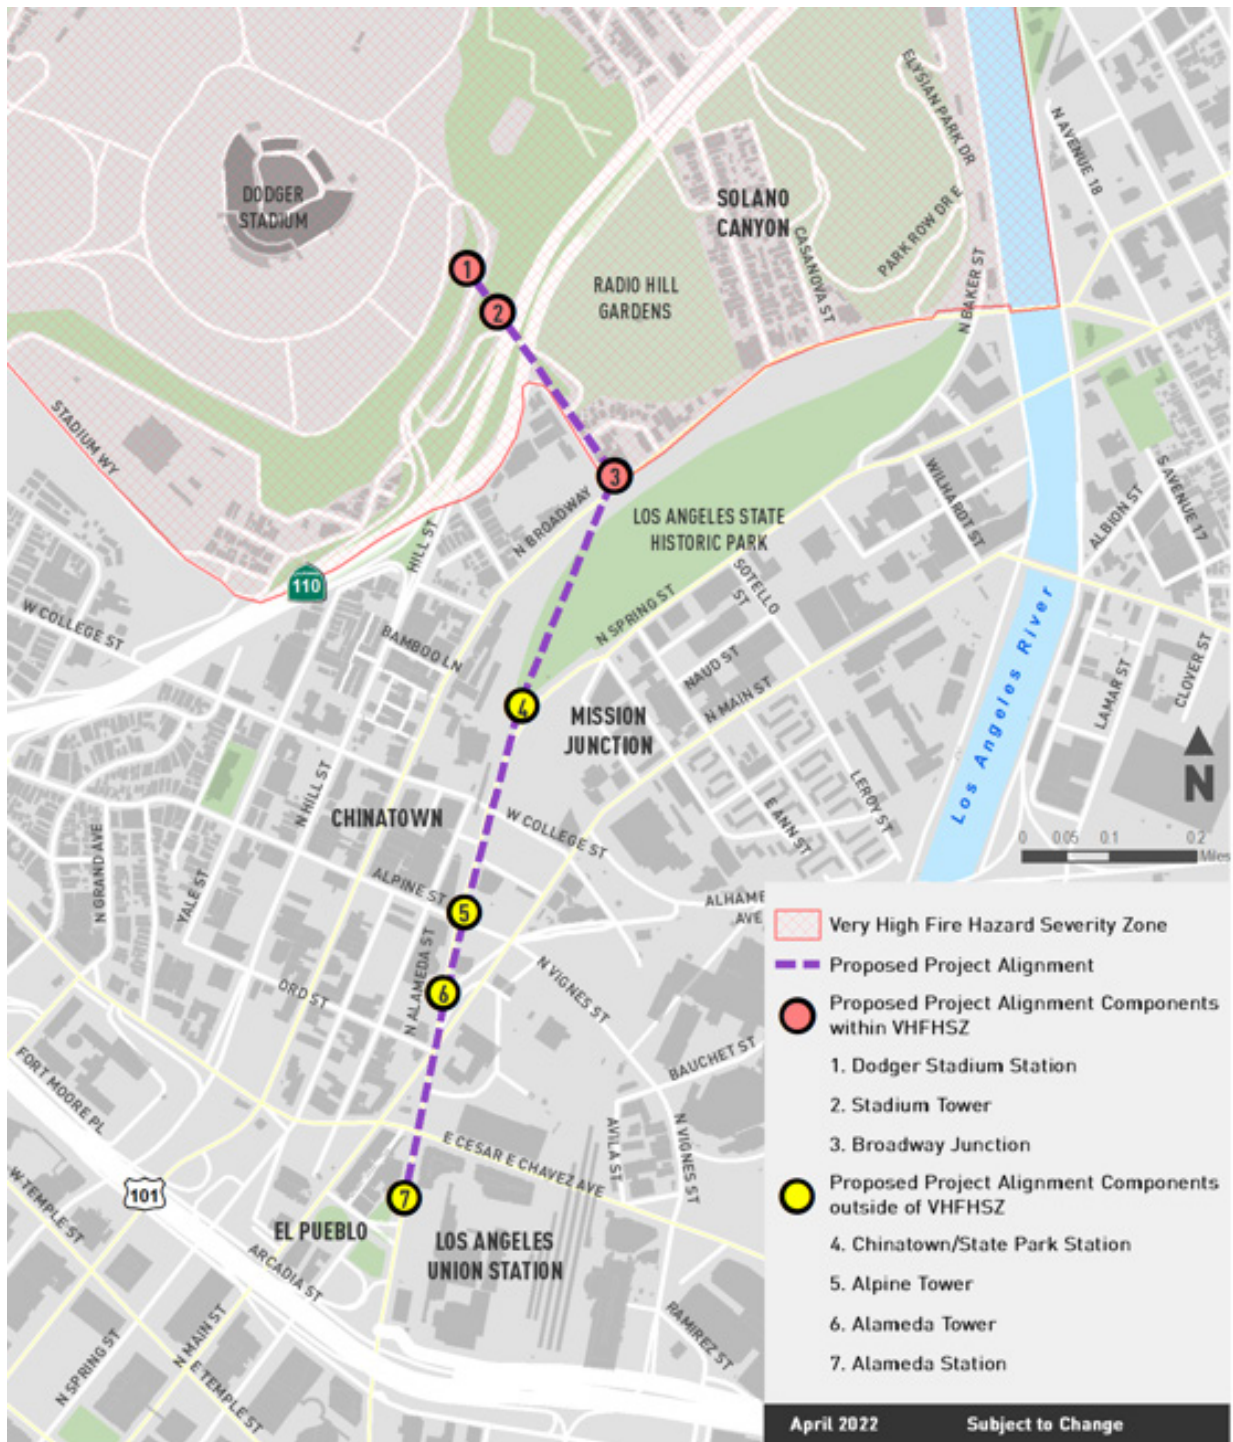 ELYSIAN PARK DR
N AVENUE 18
DODGER
STADIUM
SOLANO
CANYON
PARK ROW DR E
CASANOVA ST
N BAKER ST
1
RADIO HILL
GARDENS
2
STADIUM WY
3
WILHARDT ST
S AVENUE 17
ALBION ST
N BROADWAY
LOS ANGELES STATE
HISTORIC PARK
HILL ST
110
SOTELLO
ST
W COLLEGE ST
N SPRING ST
BAMBOO LN
NAUD ST
N MAIN ST
Los Angeles River
LAMAR ST
CLOVER ST
4
MISSION
JUNCTION
N
N HILL ST
CHINATOWN
W COLLEGE ST
E ANN ST
LEROY ST
0 0.05 0.1 0.2
Miles
N GRAND AVE
YALE ST
ALPINE ST
5
ALHAMB
AVE
N ALAMEDA ST
6
N VIGNES ST
ORD ST
BAUCHET ST
FORT MOORE PL
AVILA ST
N VIGNES ST
E CESAR E CHAVEZ AVE
101
7
W TEMPLE ST
EL PUEBLO
LOS ANGELES
UNION STATION
ARCADIA ST
RAMIREZ ST
N MAIN ST
N SPRING ST
E TEMPLE ST
Very High Fire Hazard Severity Zone
Proposed Project Alignment
Proposed Project Alignment Components
within VHFHSZ
1. Dodger Stadium Station
2. Stadium Tower
3. Broadway Junction
Proposed Project Alignment Components
outside of VHFHSZ
4. Chinatown/State Park Station
5. Alpine Tower
6. Alameda Tower
7. Alameda Station
April 2022 Subject to Change